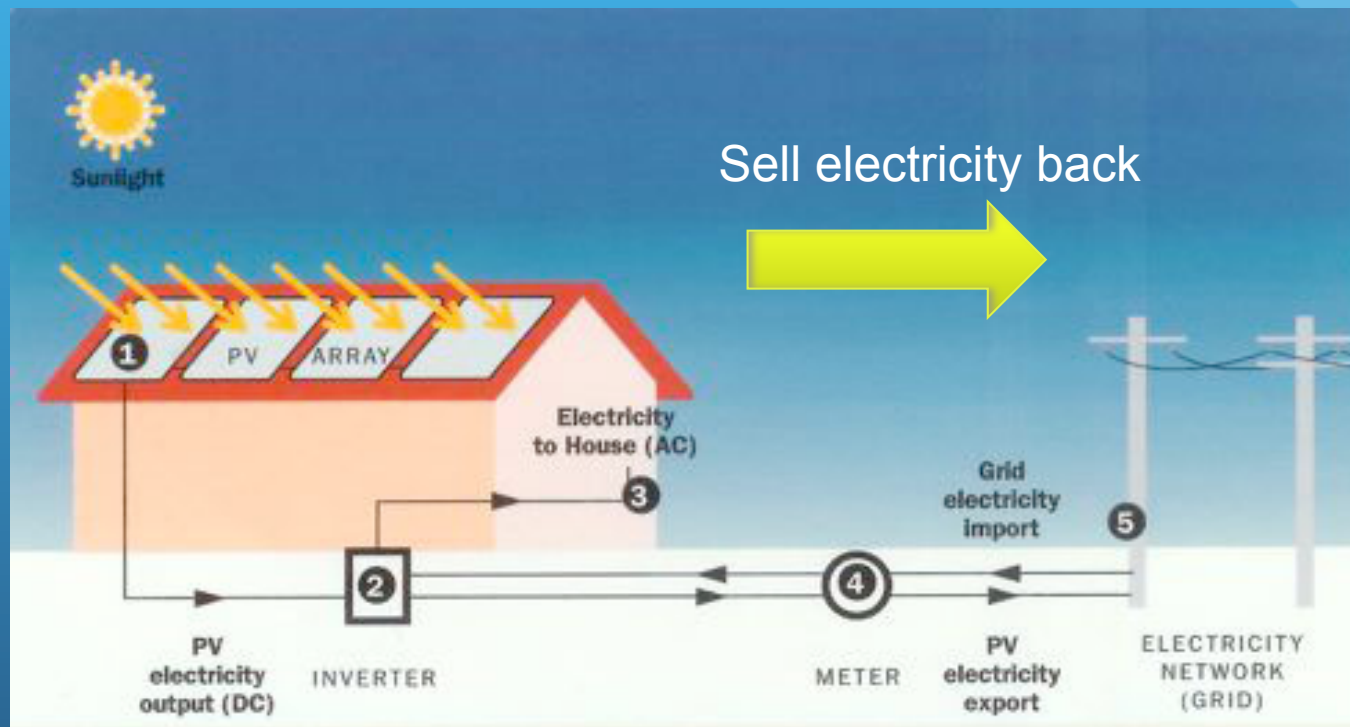 Sunlight
Sell electricity back
1
PV ARRAY
Electricity
to House (AC)
3
Grid
electricity
import
5
2
4
PV
electricity
output (DC)
INVERTER
METER
PV
electricity
export
ELECTRICITY
NETWORK
(GRID)